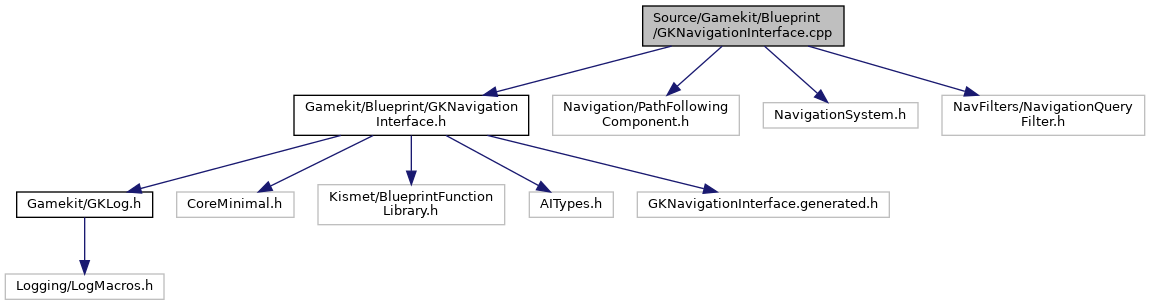 Source/Gamekit/Blueprint
/GKNavigationInterface.cpp
Gamekit/Blueprint/GKNavigation
Interface.h
Navigation/PathFollowing
Component.h
NavigationSystem.h
NavFilters/NavigationQuery
Filter.h
Gamekit/GKLog.h
CoreMinimal.h
Kismet/BlueprintFunction
Library.h
AITypes.h
GKNavigationInterface.generated.h
Logging/LogMacros.h